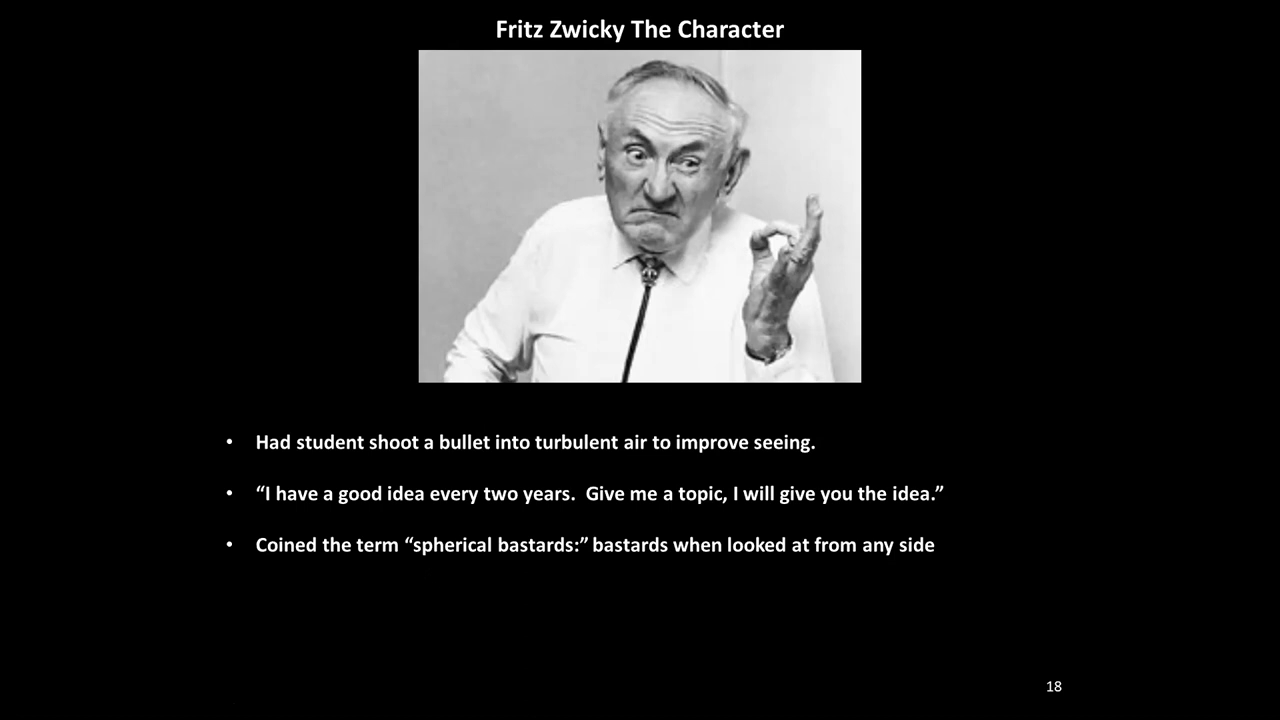 Fritz Zwicky The Character
• Had student shoot a bullet into turbulent air to improve seeing.
• “I have a good idea every two years.  Give me a topic, I will give you the idea.”
• Coined the term “spherical bastards:” bastards when looked at from any side
18